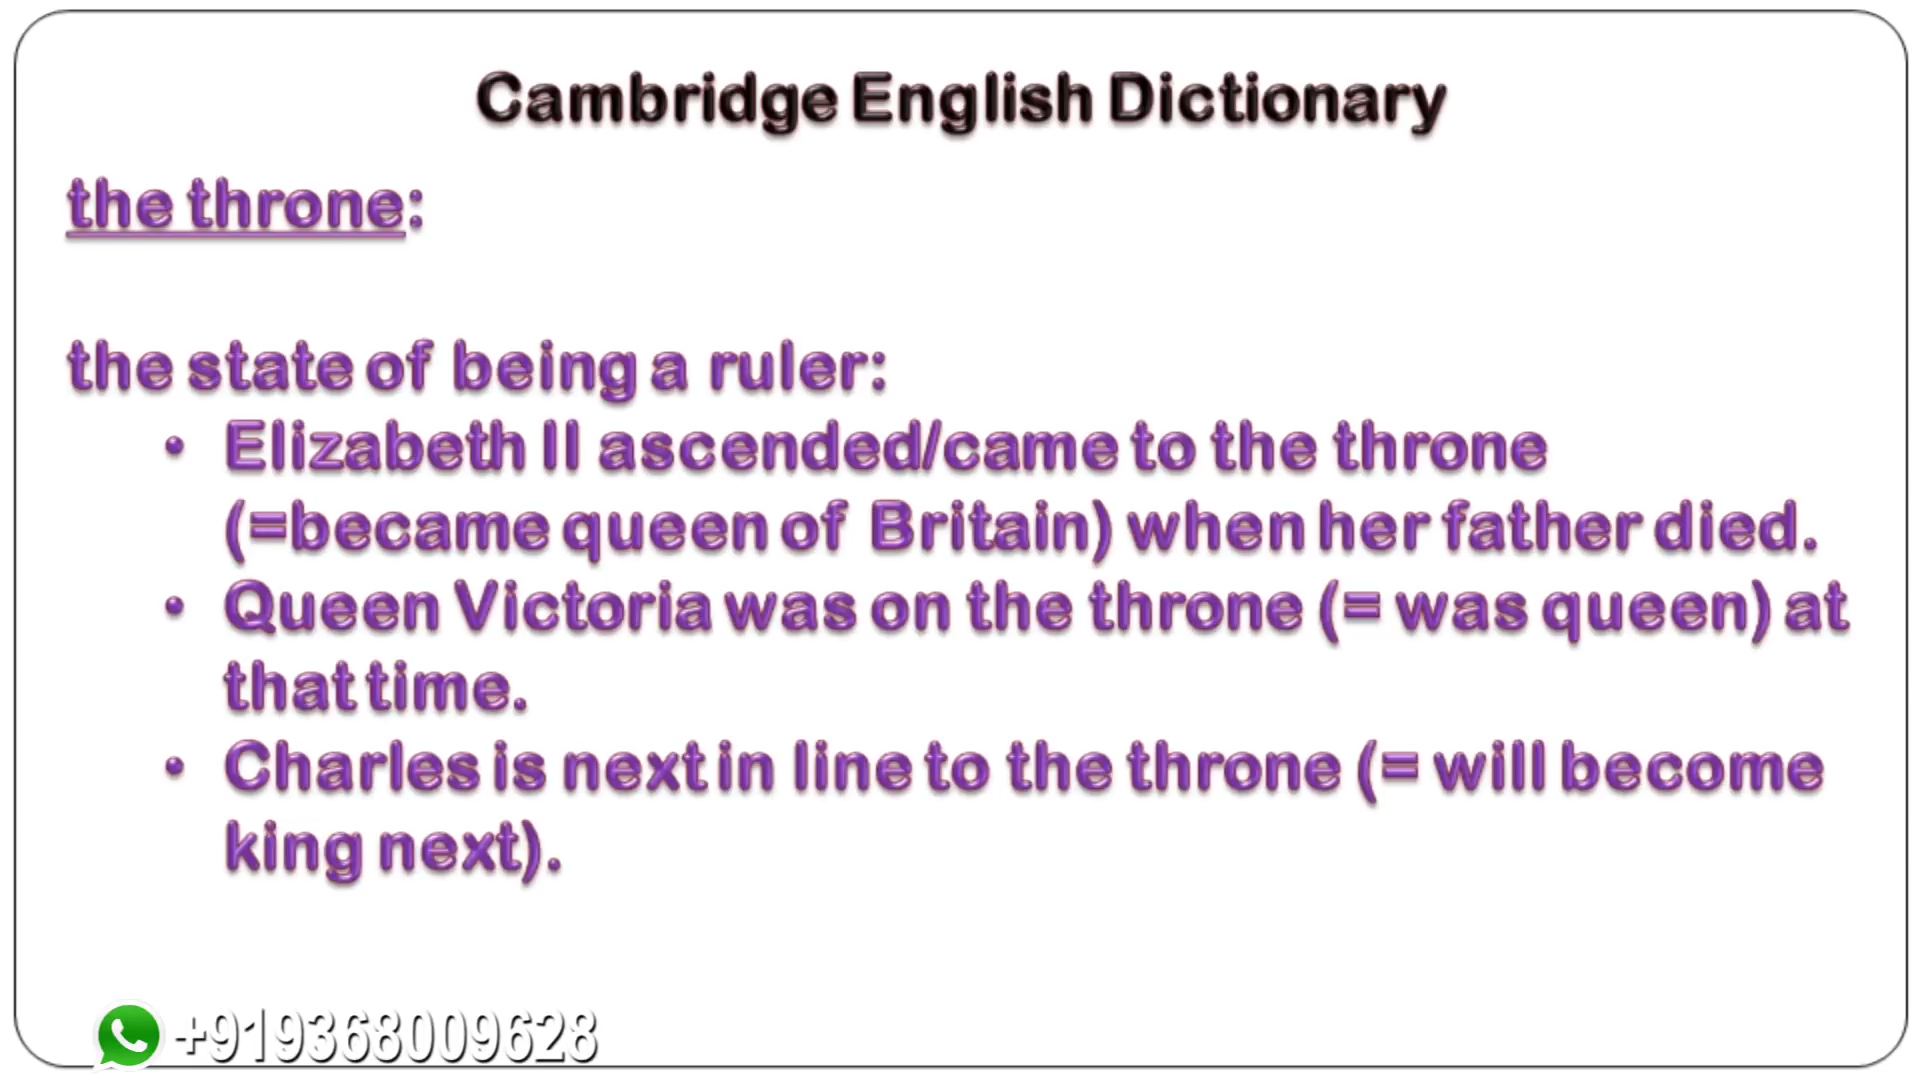 Cambridge English Dictionary
the throne:
the state of being a ruler:
• Elizabeth II ascended/came to the throne
(=became queen of Britain) when her father died.
• Queen Victoria was on the throne (= was queen) at
that time.
• Charles is next in line to the throne (= will become
king next).
+919368009628